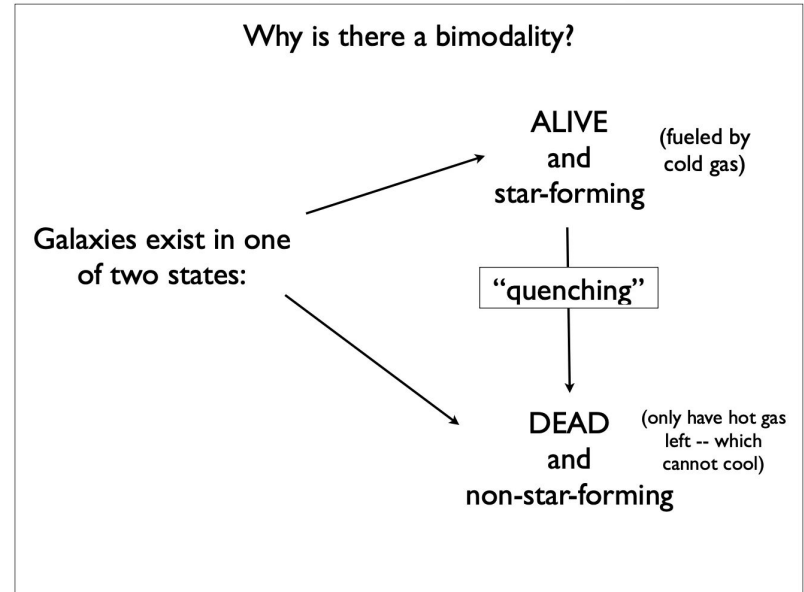 Why is there a bimodality?
ALIVE
and
star-forming
(fueled by
cold gas)
Galaxies exist in one
of two states:
“quenching”
DEAD
and
non-star-forming
(only have hot gas
left -- which
cannot cool)